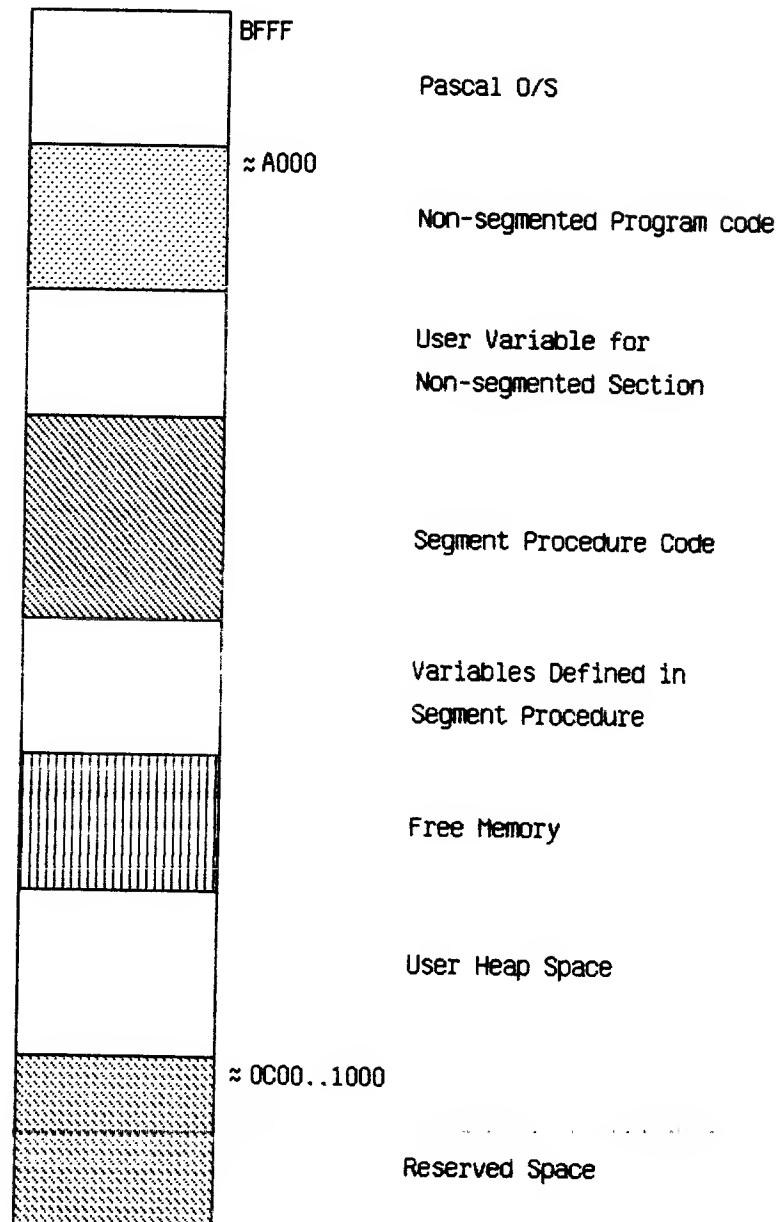 BFFF
Pascal O/S
≈ A000
Non-segmented Program code
User Variable for
Non-segmented Section
Segment Procedure Code
Variables Defined in
Segment Procedure
Free Memory
User Heap Space
≈ 0C00..1000
Reserved Space